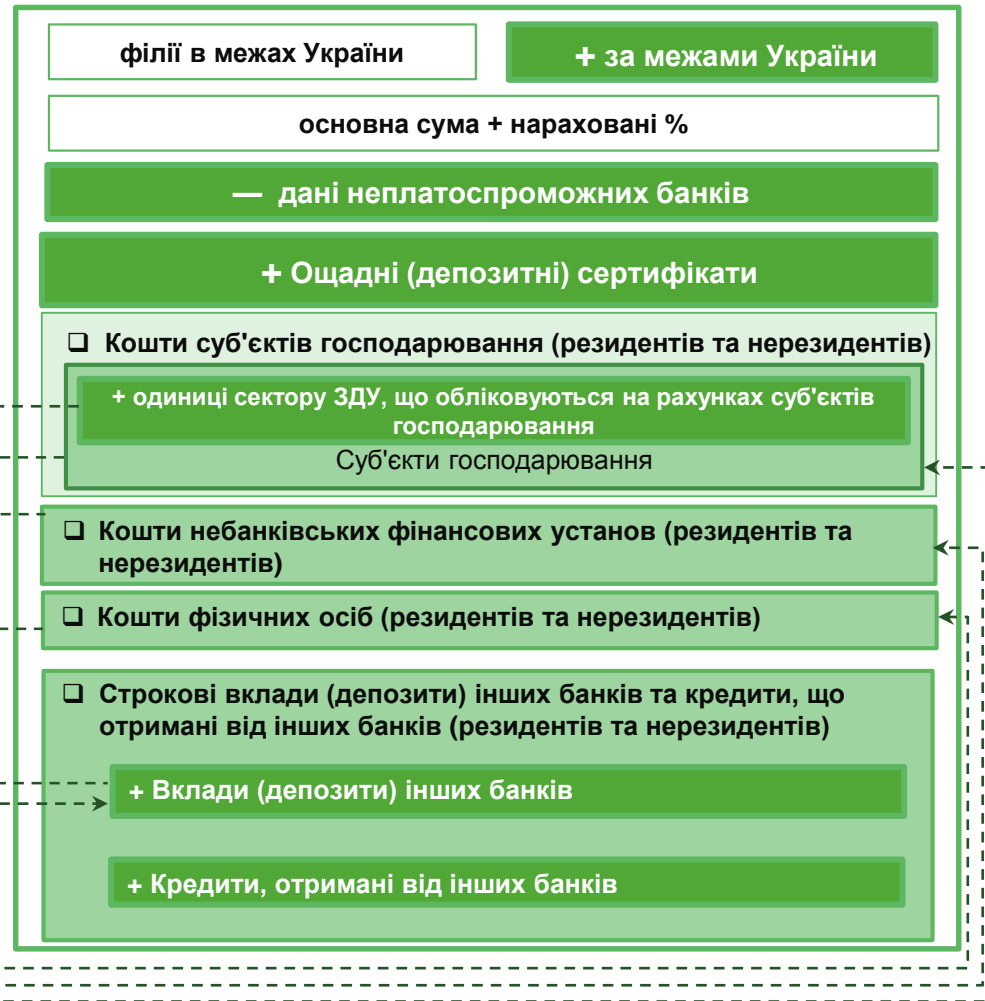 філії в межах України
+ за межами України
основна сума + нараховані %
— дані неплатоспроможних банків
+ Ощадні (депозитні) сертифікати
❑ Кошти суб'єктів господарювання (резидентів та нерезидентів)
+ одиниці сектору ЗДУ, що обліковуються на рахунках суб'єктів
господарювання
Суб'єкти господарювання
❑ Кошти небанківських фінансових установ (резидентів та
нерезидентів)
❑ Кошти фізичних осіб (резидентів та нерезидентів)
❑ Строкові вклади (депозити) інших банків та кредити, що
отримані від інших банків (резидентів та нерезидентів)
+ Вклади (депозити) інших банків
+ Кредити, отримані від інших банків